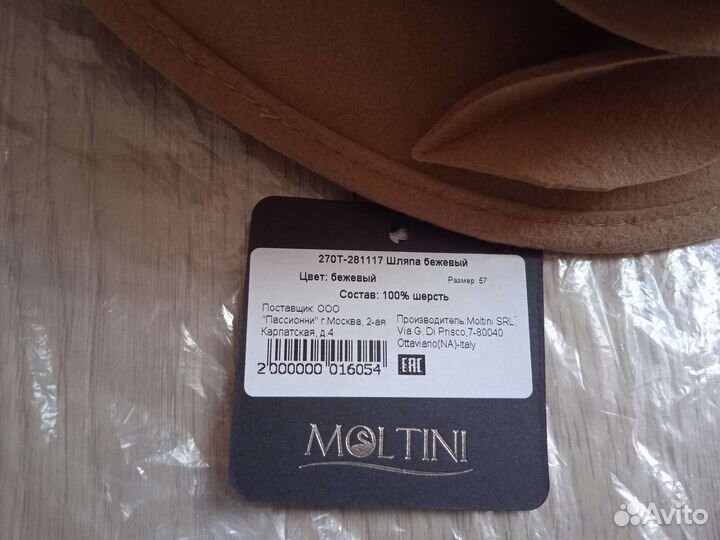 270Т-281117 Шляпа бежевый
Цвет: бежевый
Размер: 57
Состав: 100% шерсть
Поставщик: ООО
"Пассионни" г.Москва, 2-ая
Карпатская, д.4
Производитель:Moltini SRL,
Via G. Di Prisco,7-80040
Ottaviano(NA)-Italy
2 000000 016054
EAC
MOLTINI
Avito